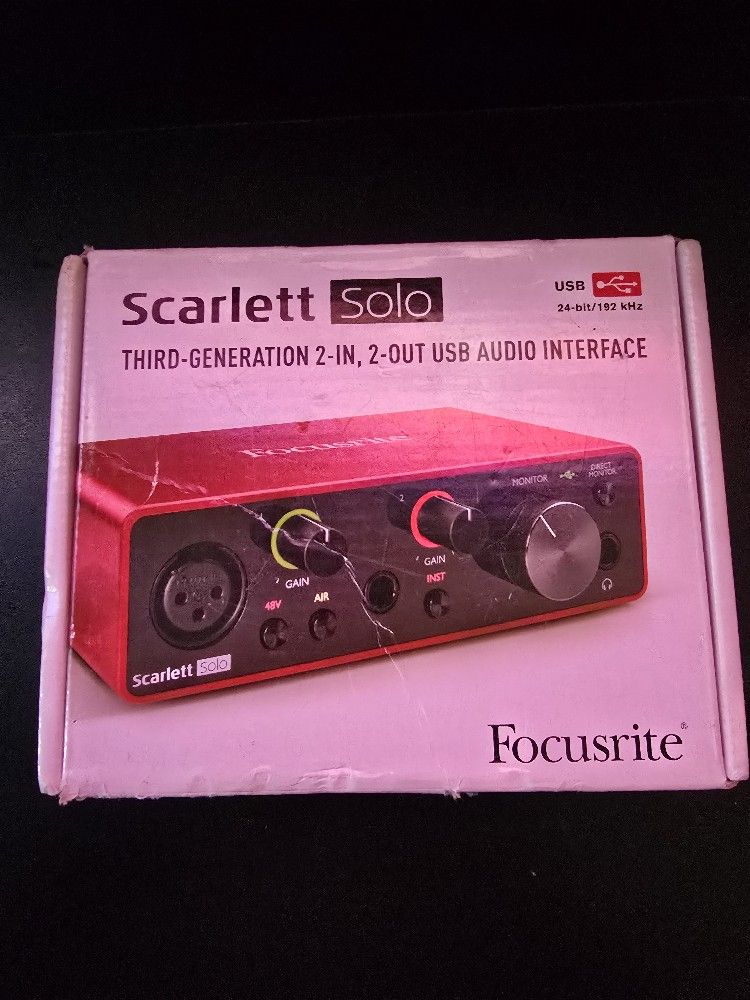 Scarlett Solo
USB
24-bit/192 kHz
THIRD-GENERATION 2-IN, 2-OUT USB AUDIO INTERFACE
Focusrite
MONITOR
DIRECT
MONITOR
2
GAIN
GAIN
48V
AIR
INST
Scarlett Solo
Focusrite®